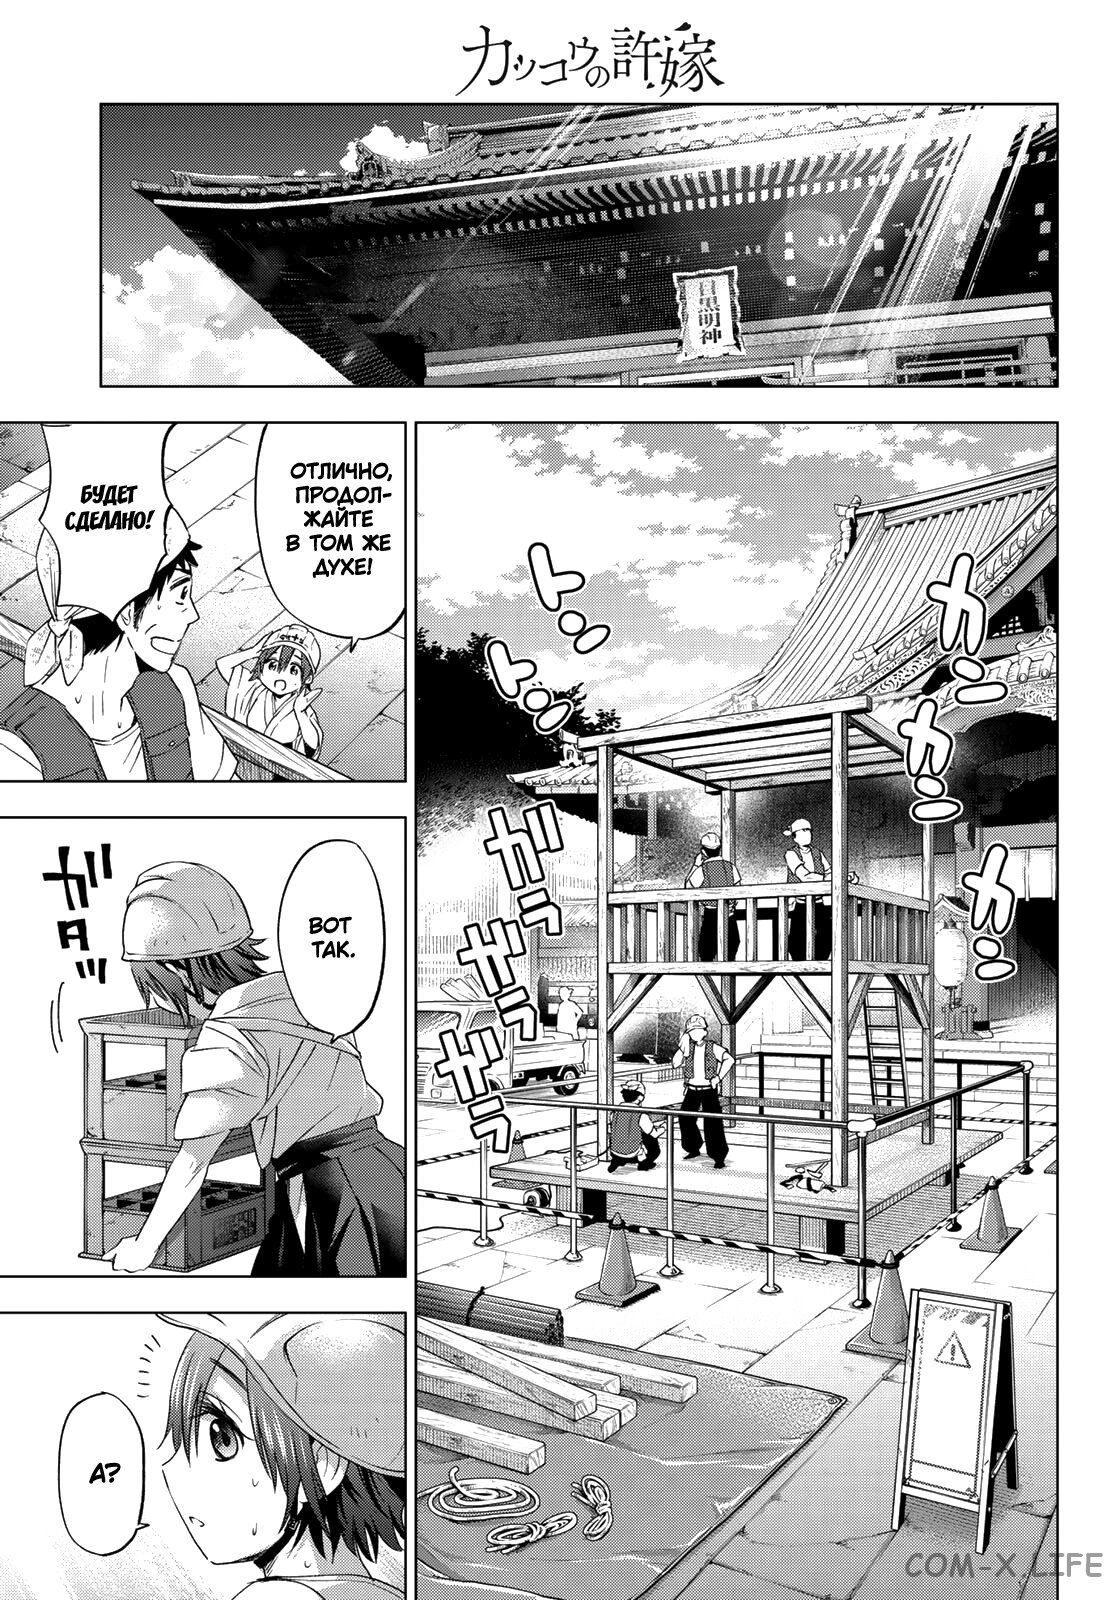 カッコウの許嫁
目黒明神
カン
カン
カン
トン
トン
トン
ガラ
ガラ
ガラ
ОТЛИЧНО,
ПРОДОЛ-
ЖАЙТЕ
В ТОМ ЖЕ
ДУХЕ!
БУДЕТ
СДЕЛАНО!
ВОТ
ТАК.
ガタッ
А?
COM-X.LIFE